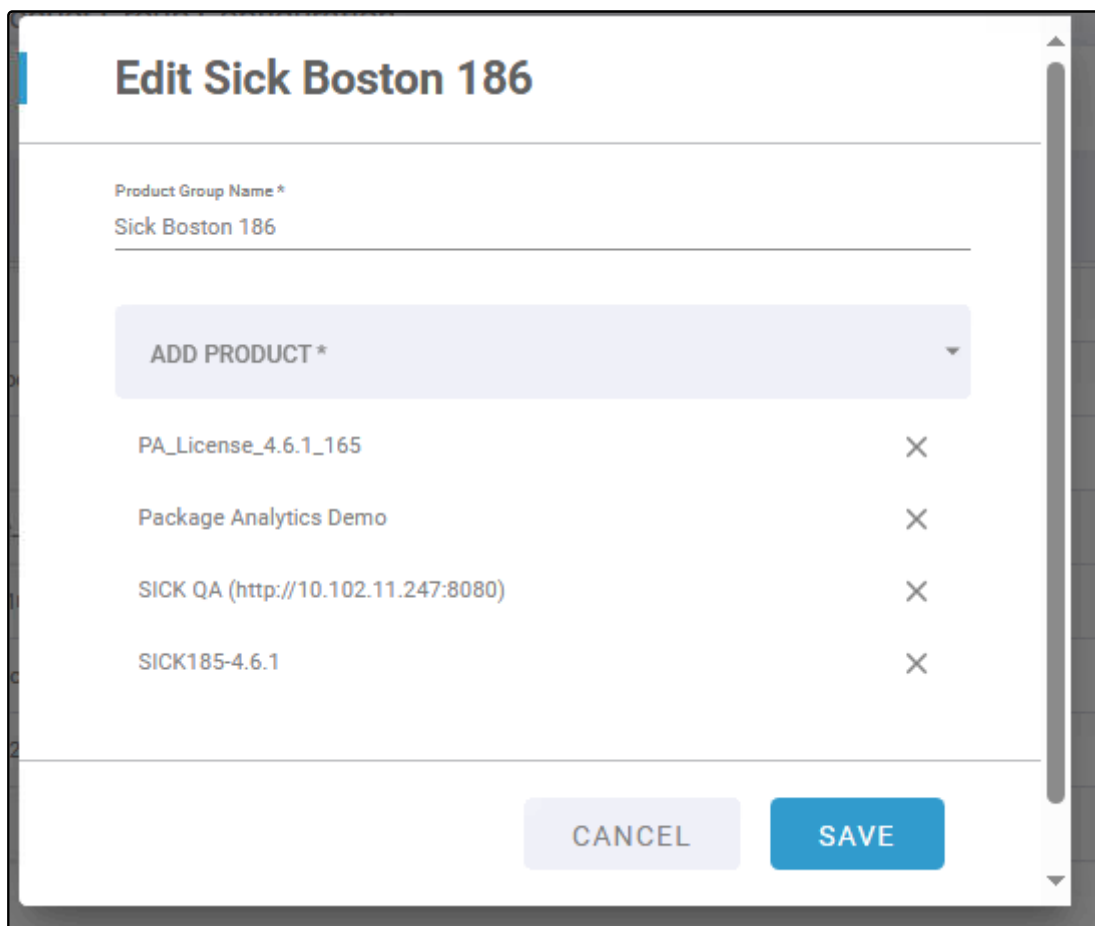 Edit Sick Boston 186
Product Group Name *
Sick Boston 186
ADD PRODUCT *
PA_License_4.6.1_165
Package Analytics Demo
SICK QA (http://10.102.11.247:8080)
SICK185-4.6.1
CANCEL
SAVE